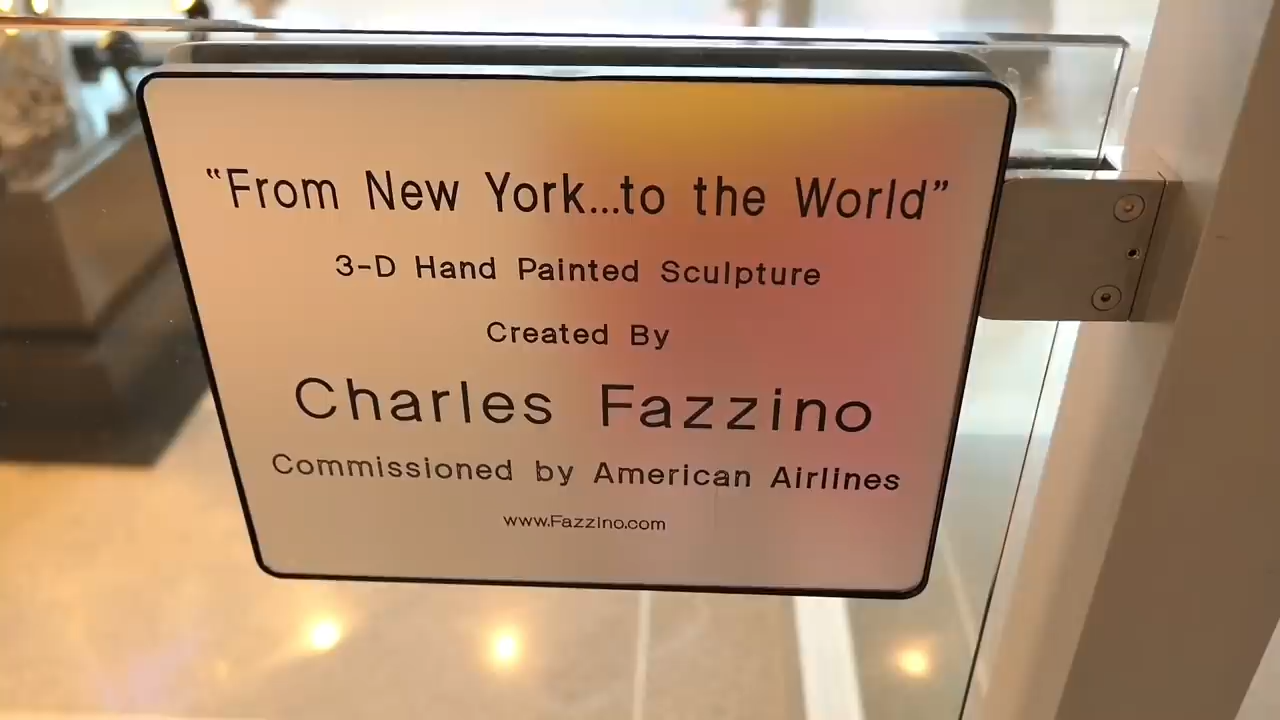 “From New York...to the World”
3-D Hand Painted Sculpture
Created By
Charles Fazzino
Commissioned by American Airlines
www.Fazzino.com